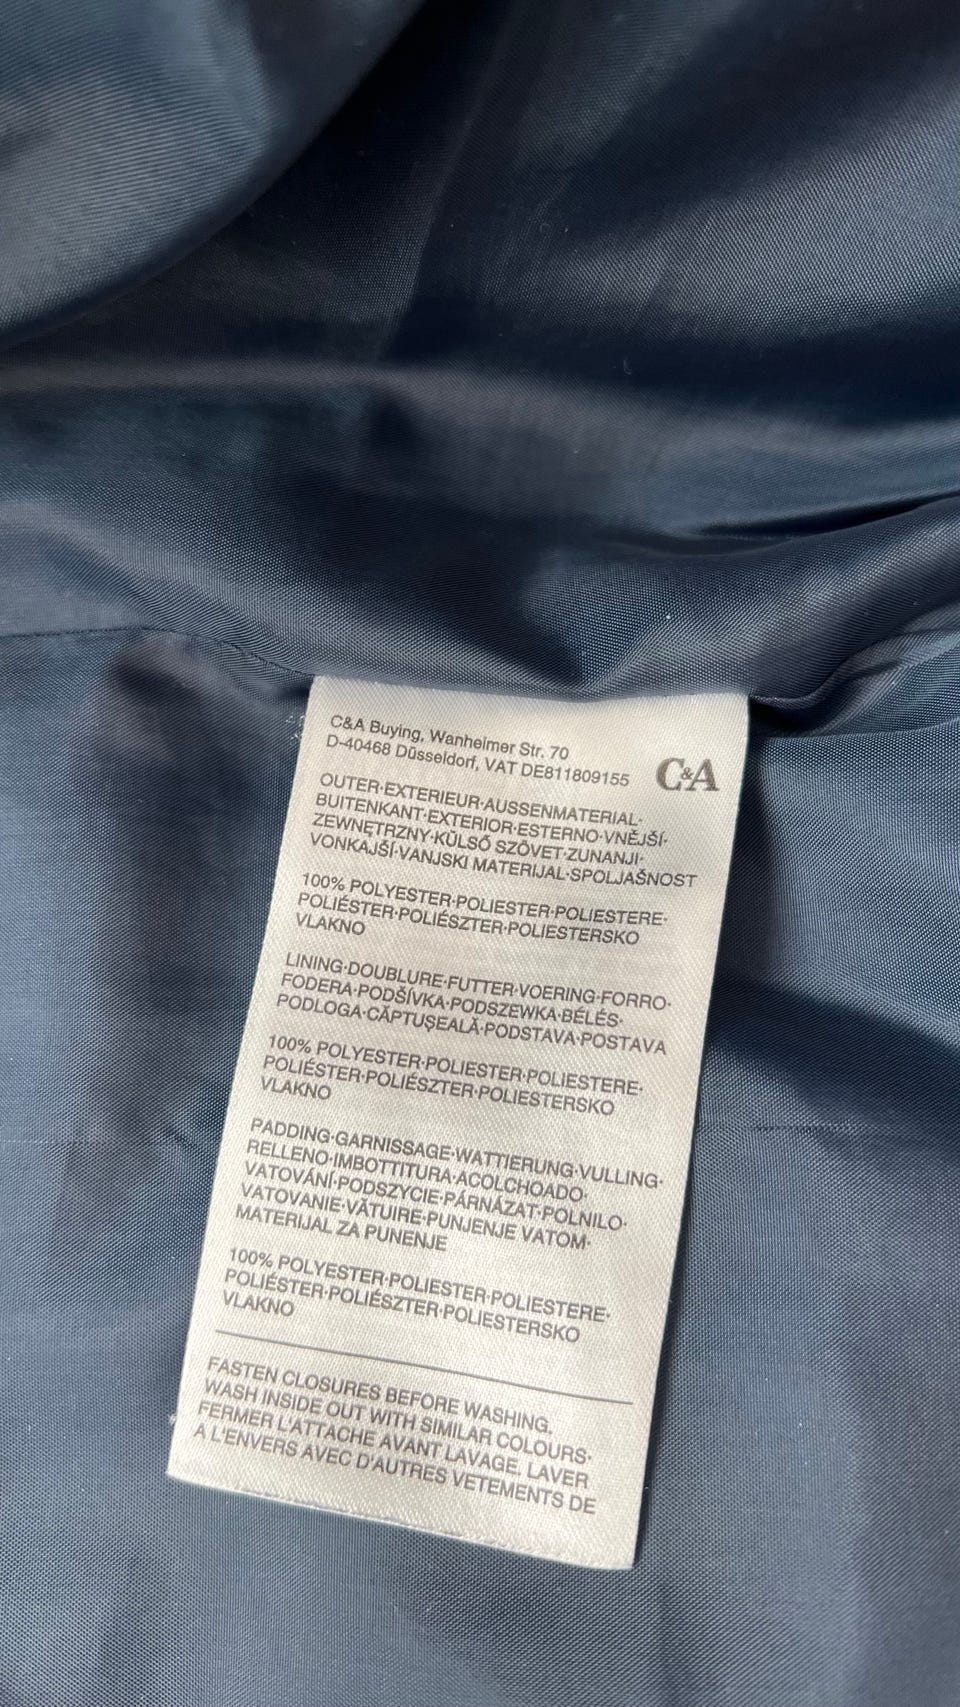 C&A Buying, Wanheimer Str. 70
D-40468 Düsseldorf, VAT DE811809155
C&A
OUTER·EXTERIEUR·AUSSENMATERIAL·
BUITENKANT·EXTERIOR·ESTERNO·VNĚJŠÍ·
ZEWNĘTRZNY·KÜLSŐ SZÖVET·ZUNANJI·
VONKAJŠÍ·VANJSKI MATERIJAL·SPOLJAŠNOST
100% POLYESTER·POLIESTER·POLIESTERE·
POLIÉSTER·POLIÉSZTER·POLIESTERSKO
VLAKNO
LINING·DOUBLURE·FUTTER·VOERING·FORRO·
FODERA·PODŠÍVKA·PODSZEWKA·BÉLÉS·
PODLOGA·CĂPTUŞEALĂ·PODSTAVA·POSTAVA
100% POLYESTER·POLIESTER·POLIESTERE·
POLIÉSTER·POLIÉSZTER·POLIESTERSKO
VLAKNO
PADDING·GARNISSAGE·WATTIERUNG·VULLING·
RELLENO·IMBOTTITURA·ACOLCHOADO·
VATOVÁNÍ·PODSZYCIE·PÁRNÁZAT·POLNILO·
VATOVANIE·VĂTUIRE·PUNJENJE VATOM·
MATERIJAL ZA PUNENJE
100% POLYESTER·POLIESTER·POLIESTERE·
POLIÉSTER·POLIÉSZTER·POLIESTERSKO
VLAKNO
FASTEN CLOSURES BEFORE WASHING.
WASH INSIDE OUT WITH SIMILAR COLOURS·
FERMER L'ATTACHE AVANT LAVAGE. LAVER
A L'ENVERS AVEC D'AUTRES VETEMENTS DE